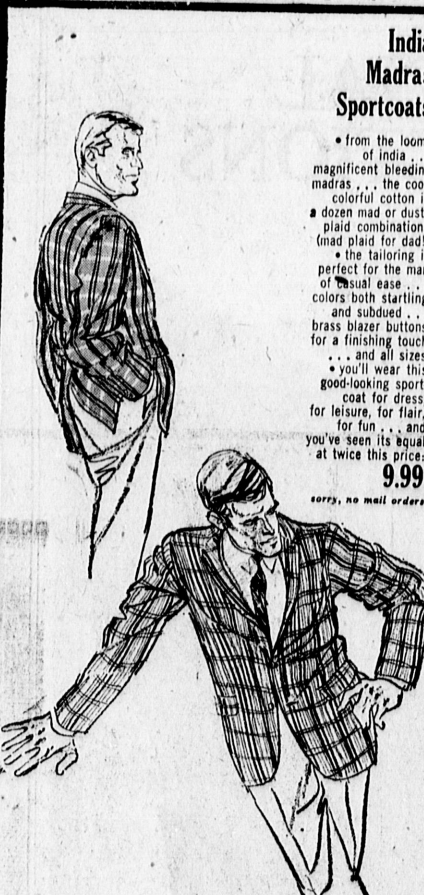 Indi
Madra
Sportcoats
• from the loom
of india . .
magnificent bleedin
madras . . . the coo
colorful cotton i
a dozen mad or dust
plaid combination
(mad plaid for dad!
• the tailoring i
perfect for the ma
of casual ease . .
colors both startling
and subdued . .
brass blazer buttons
for a finishing touch
. . . and all sizes
• you'll wear this
good-looking sport
coat for dress
for leisure, for flair,
for fun . . . and
you've seen its equal
at twice this price:
9.99
sorry, no mail orders